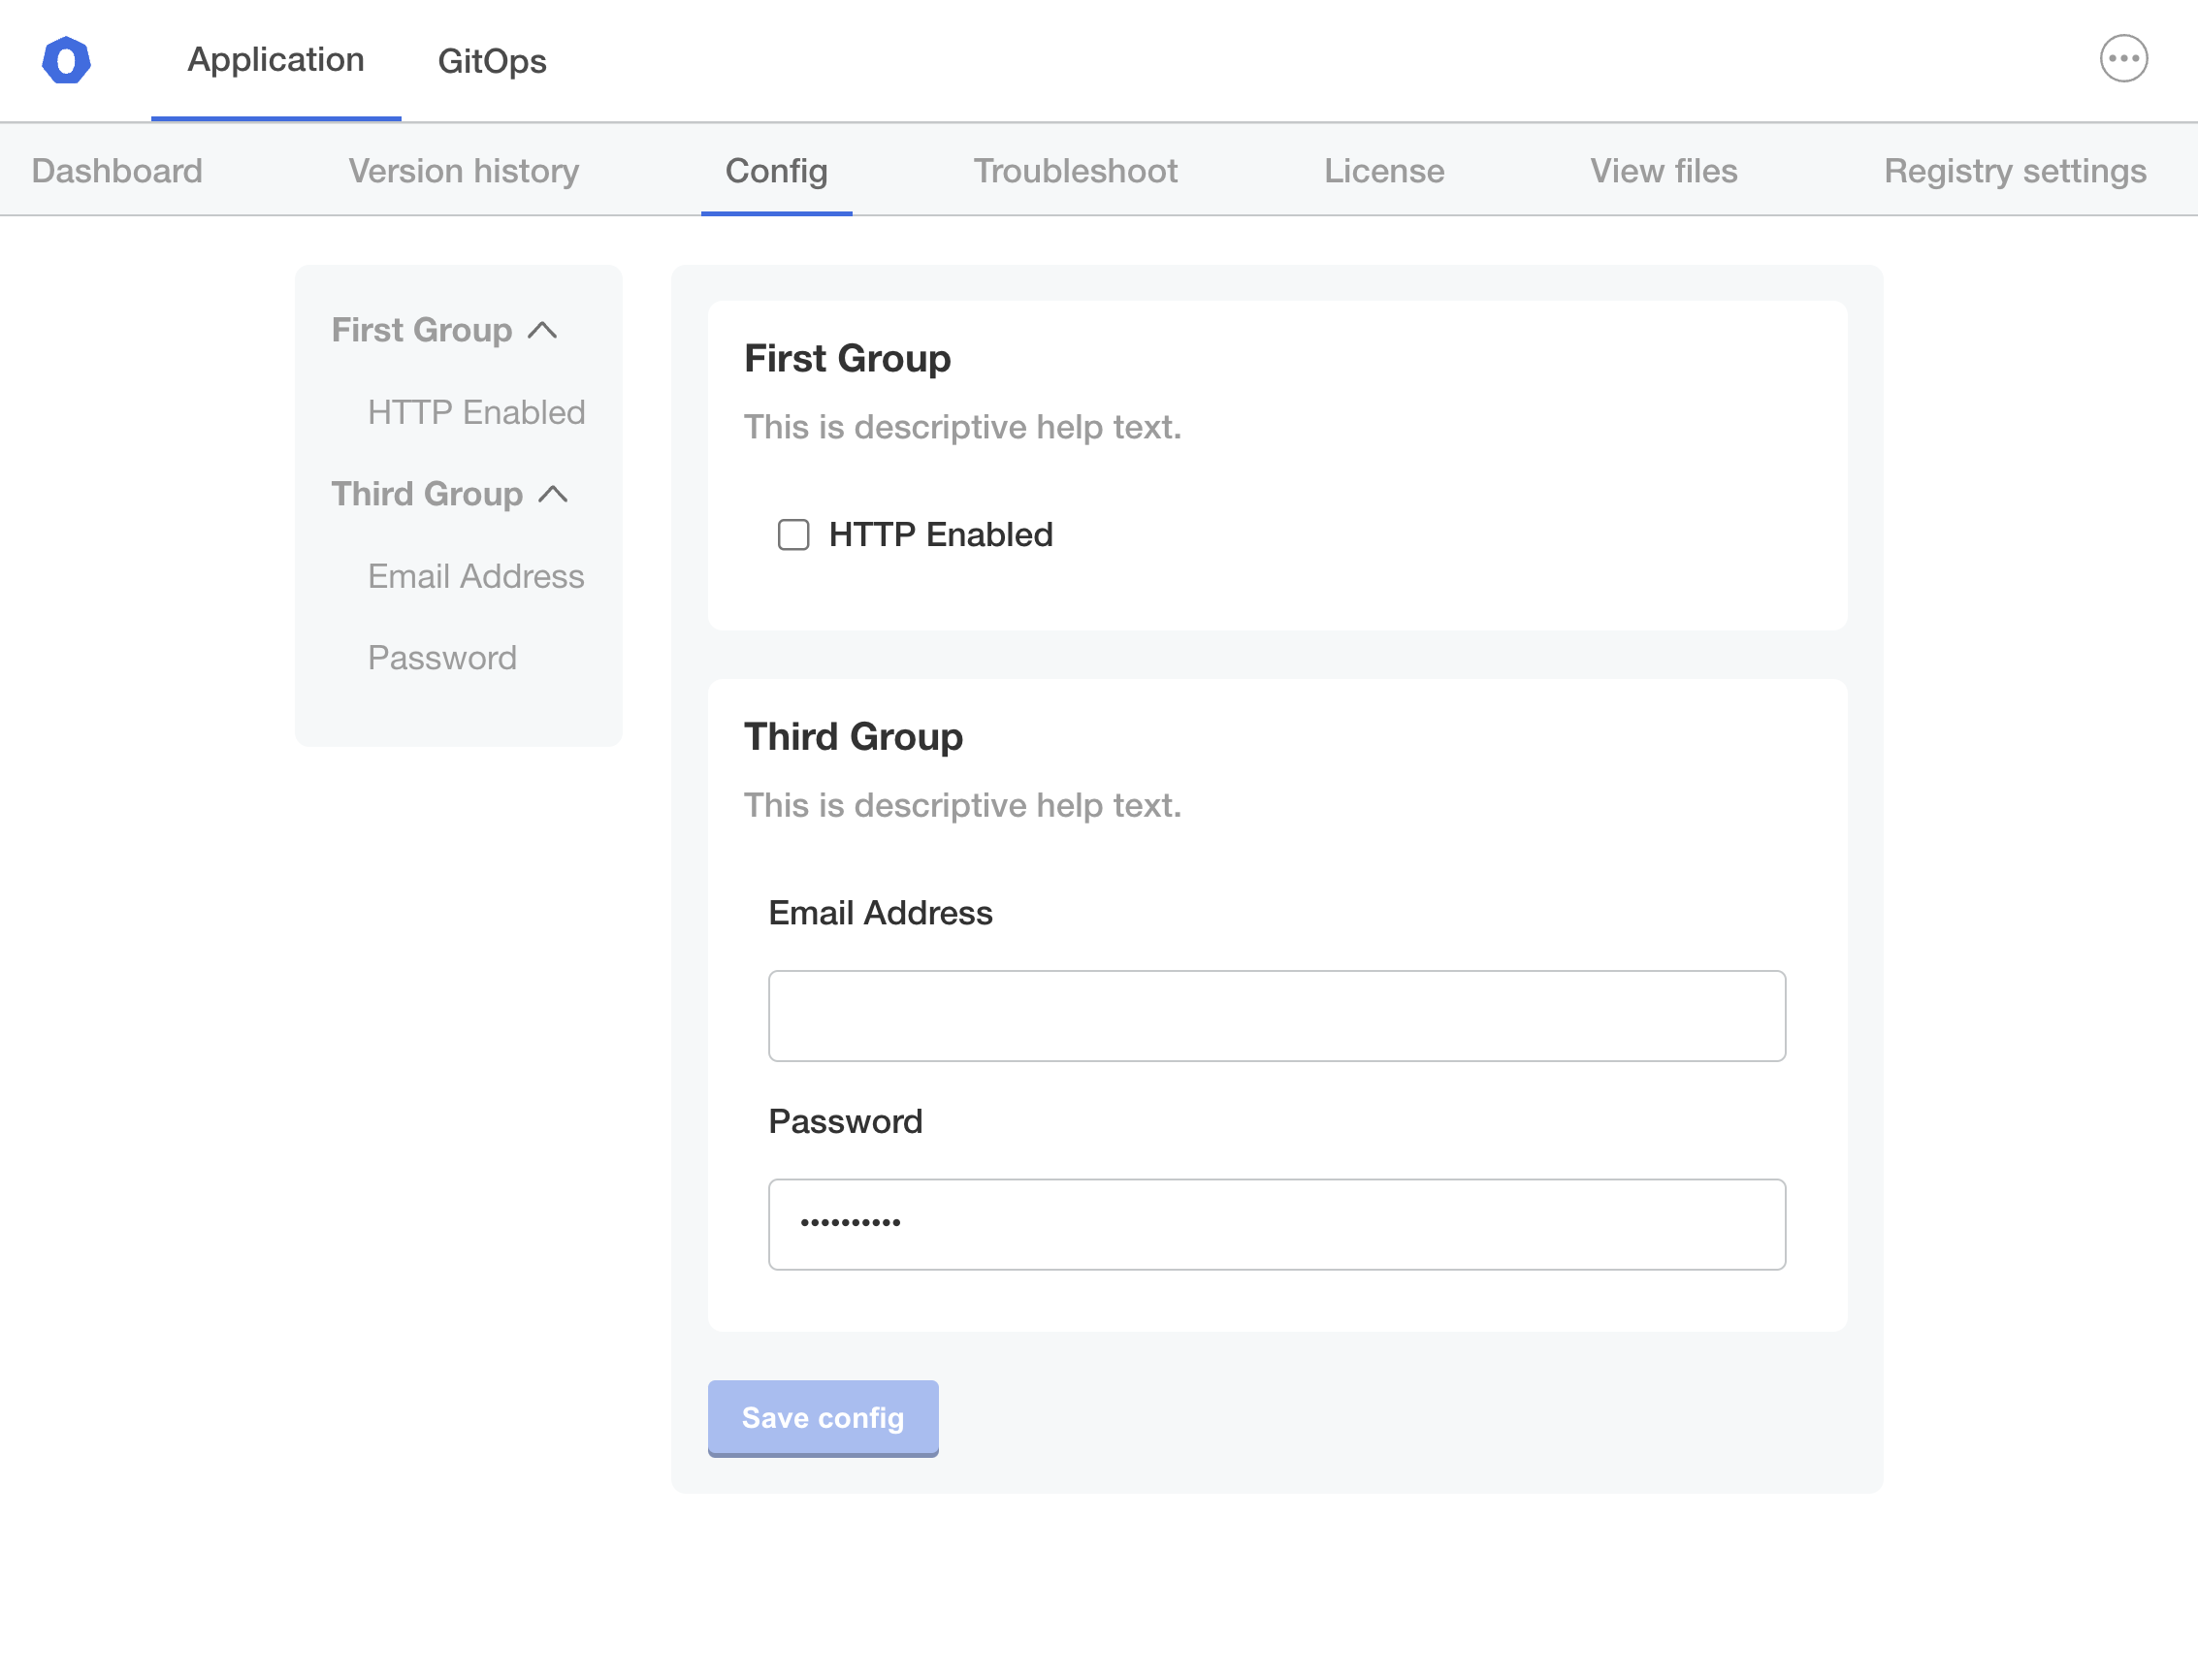 Application GitOps
Dashboard Version history Config Troubleshoot License View files Registry settings
First Group
HTTP Enabled
Third Group
Email Address
Password
First Group
This is descriptive help text.
HTTP Enabled
Third Group
This is descriptive help text.
Email Address
Password
••••••••••
Save config